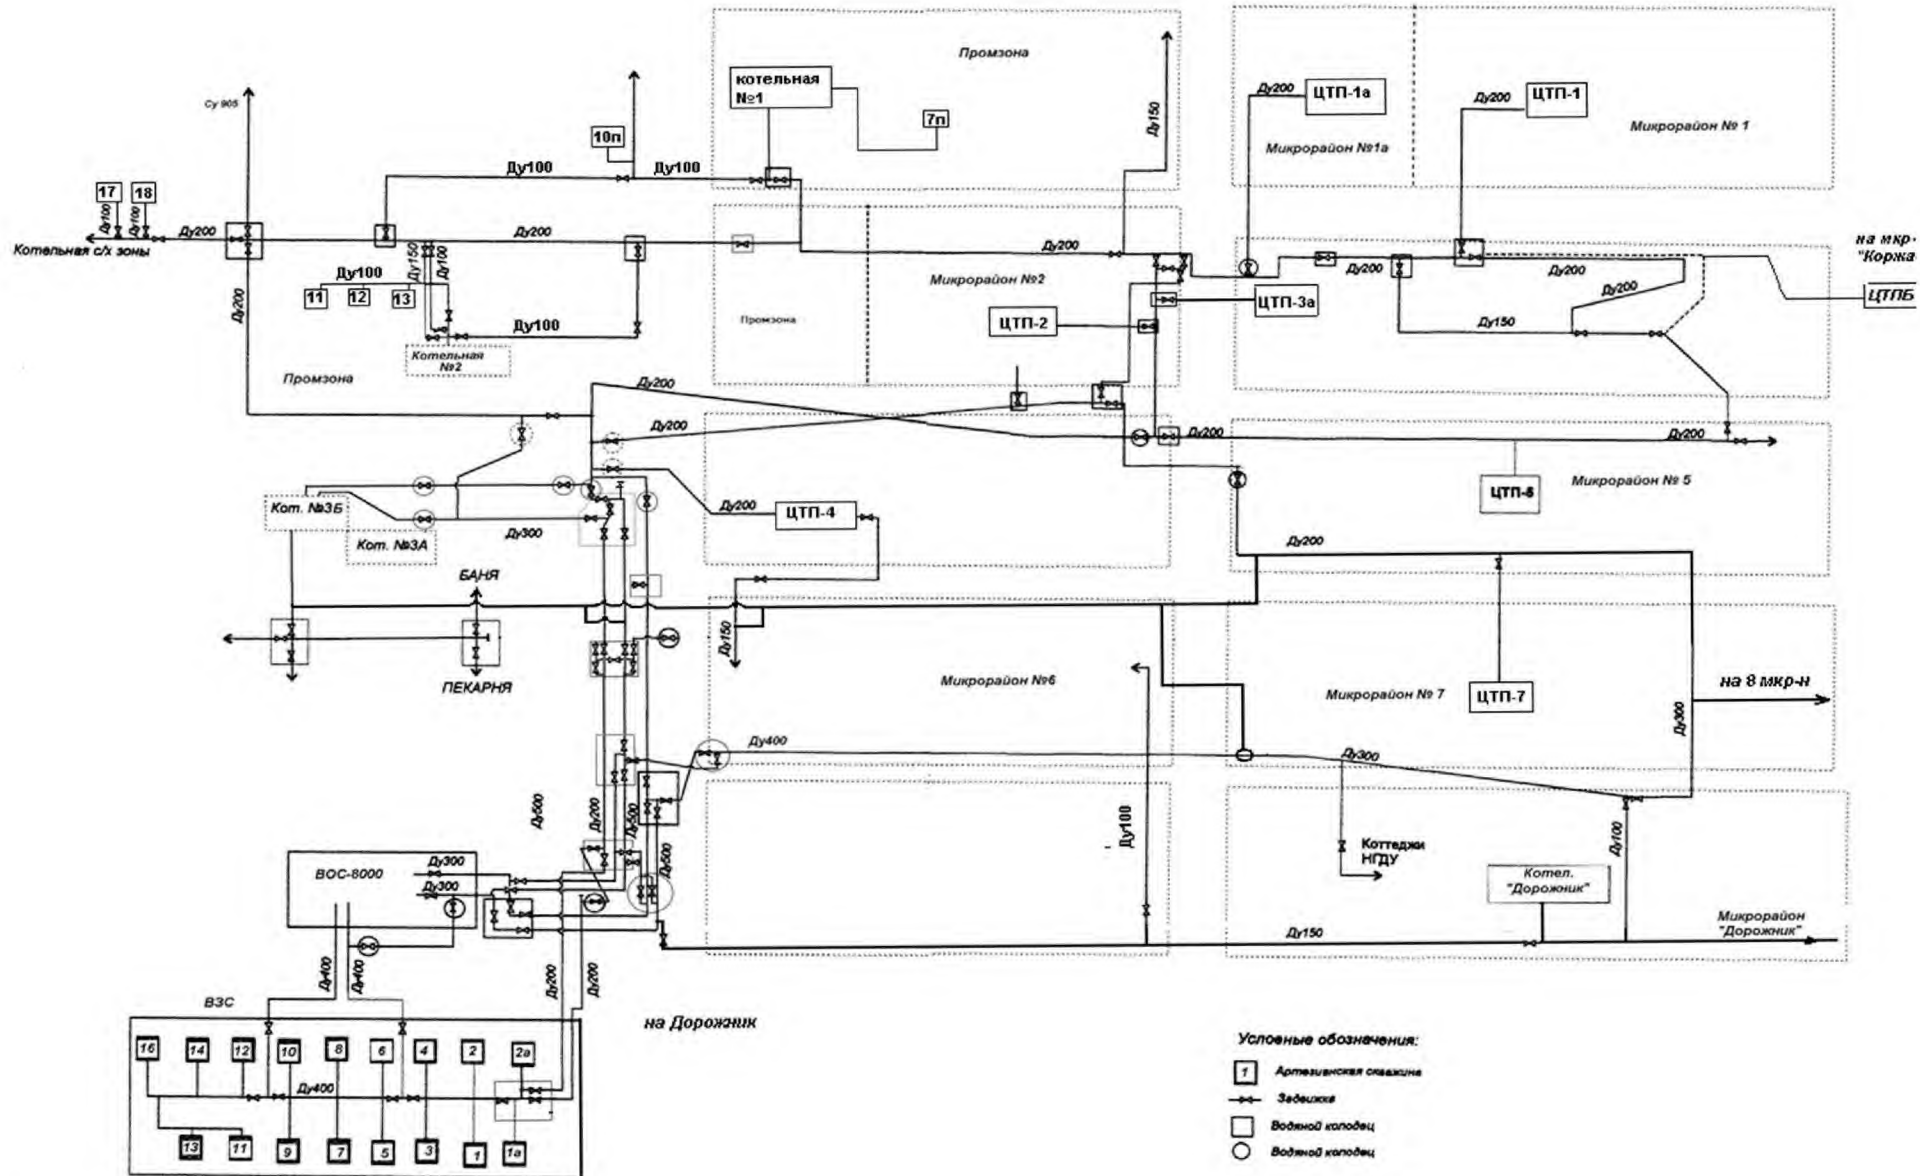 Промзона
Су 905
котельная
№1
7п
10п
Ду150
Ду200
ЦТП-1а
Микрорайон №1а
Ду200
ЦТП-1
Микрорайон № 1
Ду100
Ду100
17
18
Ду100
Ду100
Ду200
Котельная с/х зоны
Ду200
Ду150
Ду100
Ду100
11
12
13
Ду200
Ду100
Котельная
№2
Промзона
Ду200
Микрорайон №2
Промзона
ЦТП-2
ЦТП-3а
Ду200
Ду200
Ду200
Ду150
на мкр-
"Коржа
ЦТПБ
Ду200
Ду200
Ду200
Ду200
Микрорайон № 5
Ду200
ЦТП-4
Кот. №3Б
Кот. №3А
Ду300
Ду200
БАНЯ
ПЕКАРНЯ
Ду150
Микрорайон №6
Микрорайон № 7
ЦТП-7
на 8 мкр-н
Ду300
Ду400
Ду300
Ду500
Ду200
Ду500
Ду500
Ду100
Ду100
Коттеджи
НГДУ
Котел.
"Дорожник"
Микрорайон
"Дорожник"
Ду150
ВОС-8000
Ду300
Ду300
Ду400
Ду400
Ду200
Ду200
ВЗС
на Дорожник
16
14
12
10
8
6
4
2
2а
Ду400
13
11
9
7
5
3
1
1а
Условные обозначения:
1
Артезианская скважина
Задвижка
Водяной колодец
Водяной колодец